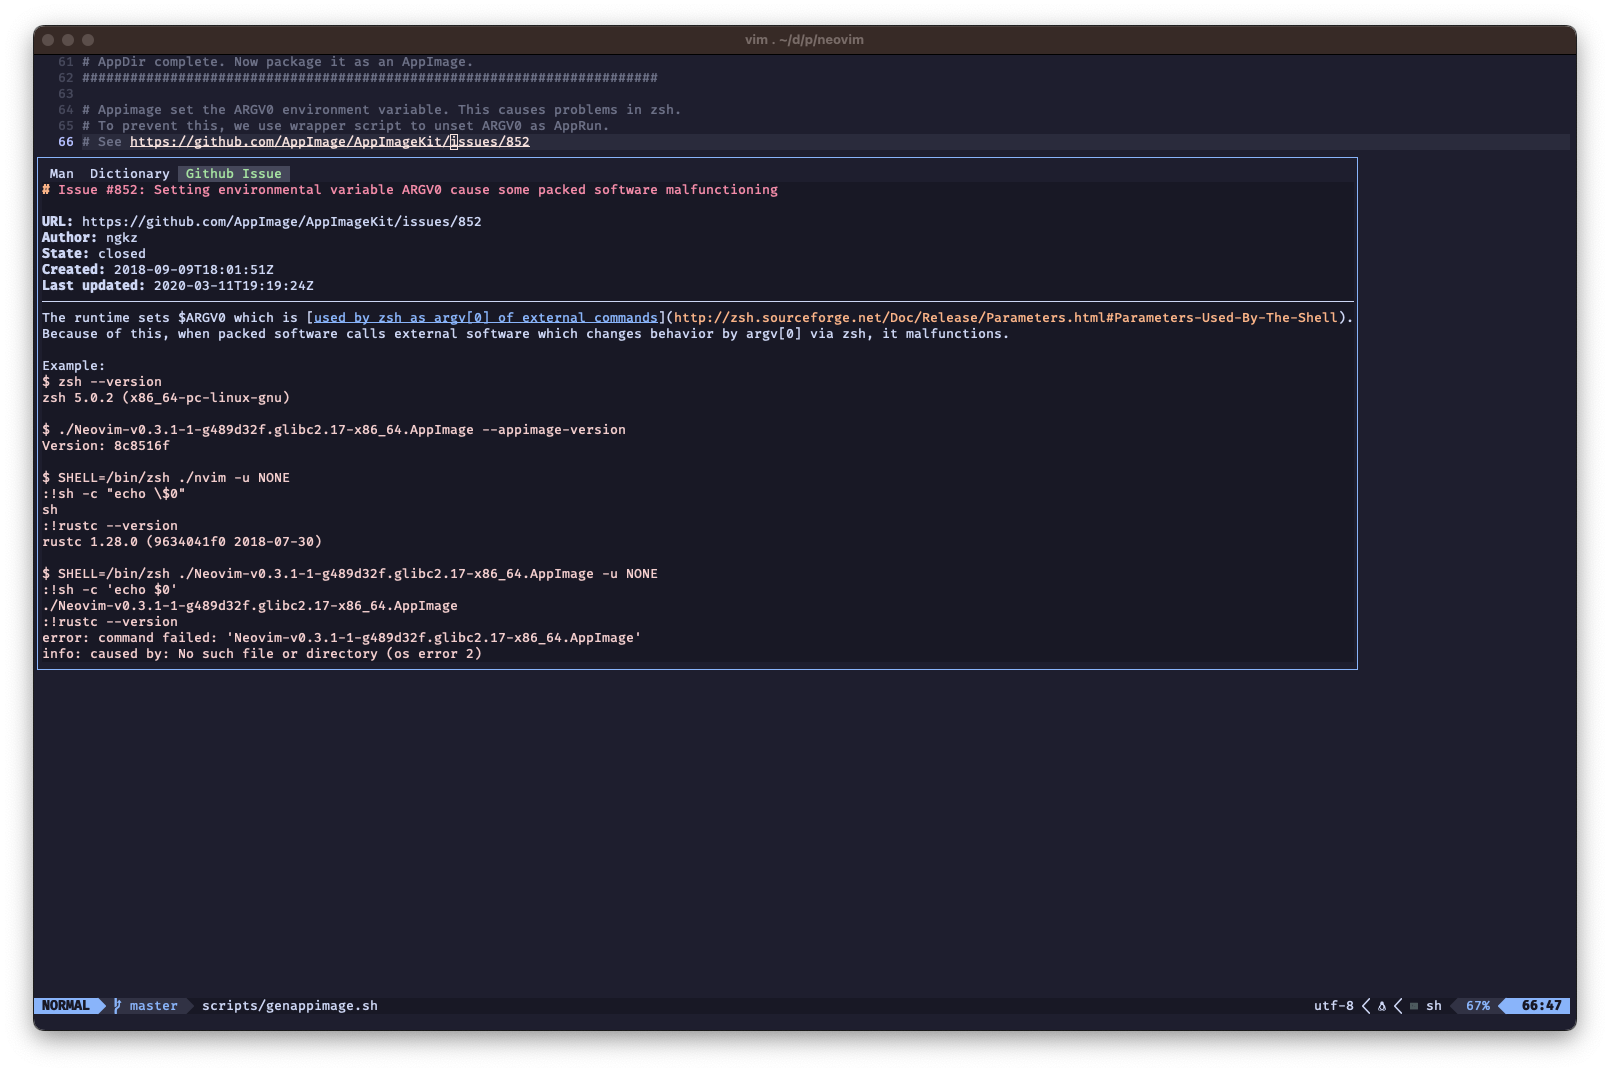 vim . ~/d/p/neovim
61 # AppDir complete. Now package it as an AppImage.
62 ########################################################################
63
64 # Appimage set the ARGV0 environment variable. This causes problems in zsh.
65 # To prevent this, we use wrapper script to unset ARGV0 as AppRun.
66 # See https://github.com/AppImage/AppImageKit/issues/852
Man Dictionary Github Issue
# Issue #852: Setting environmental variable ARGV0 cause some packed software malfunctioning
URL: https://github.com/AppImage/AppImageKit/issues/852
Author: ngkz
State: closed
Created: 2018-09-09T18:01:51Z
Last updated: 2020-03-11T19:19:24Z
The runtime sets $ARGV0 which is [used by zsh as argv[0] of external commands](http://zsh.sourceforge.net/Doc/Release/Parameters.html#Parameters-Used-By-The-Shell).
Because of this, when packed software calls external software which changes behavior by argv[0] via zsh, it malfunctions.
Example:
$ zsh --version
zsh 5.0.2 (x86_64-pc-linux-gnu)
$ ./Neovim-v0.3.1-1-g489d32f.glibc2.17-x86_64.AppImage --appimage-version
Version: 8c8516f
$ SHELL=/bin/zsh ./nvim -u NONE
:!sh -c "echo \$0"
sh
:!rustc --version
rustc 1.28.0 (9634041f0 2018-07-30)
$ SHELL=/bin/zsh ./Neovim-v0.3.1-1-g489d32f.glibc2.17-x86_64.AppImage -u NONE
:!sh -c 'echo $0'
./Neovim-v0.3.1-1-g489d32f.glibc2.17-x86_64.AppImage
:!rustc --version
error: command failed: 'Neovim-v0.3.1-1-g489d32f.glibc2.17-x86_64.AppImage'
info: caused by: No such file or directory (os error 2)
NORMAL master scripts/genappimage.sh utf-8 sh 67% 66:47